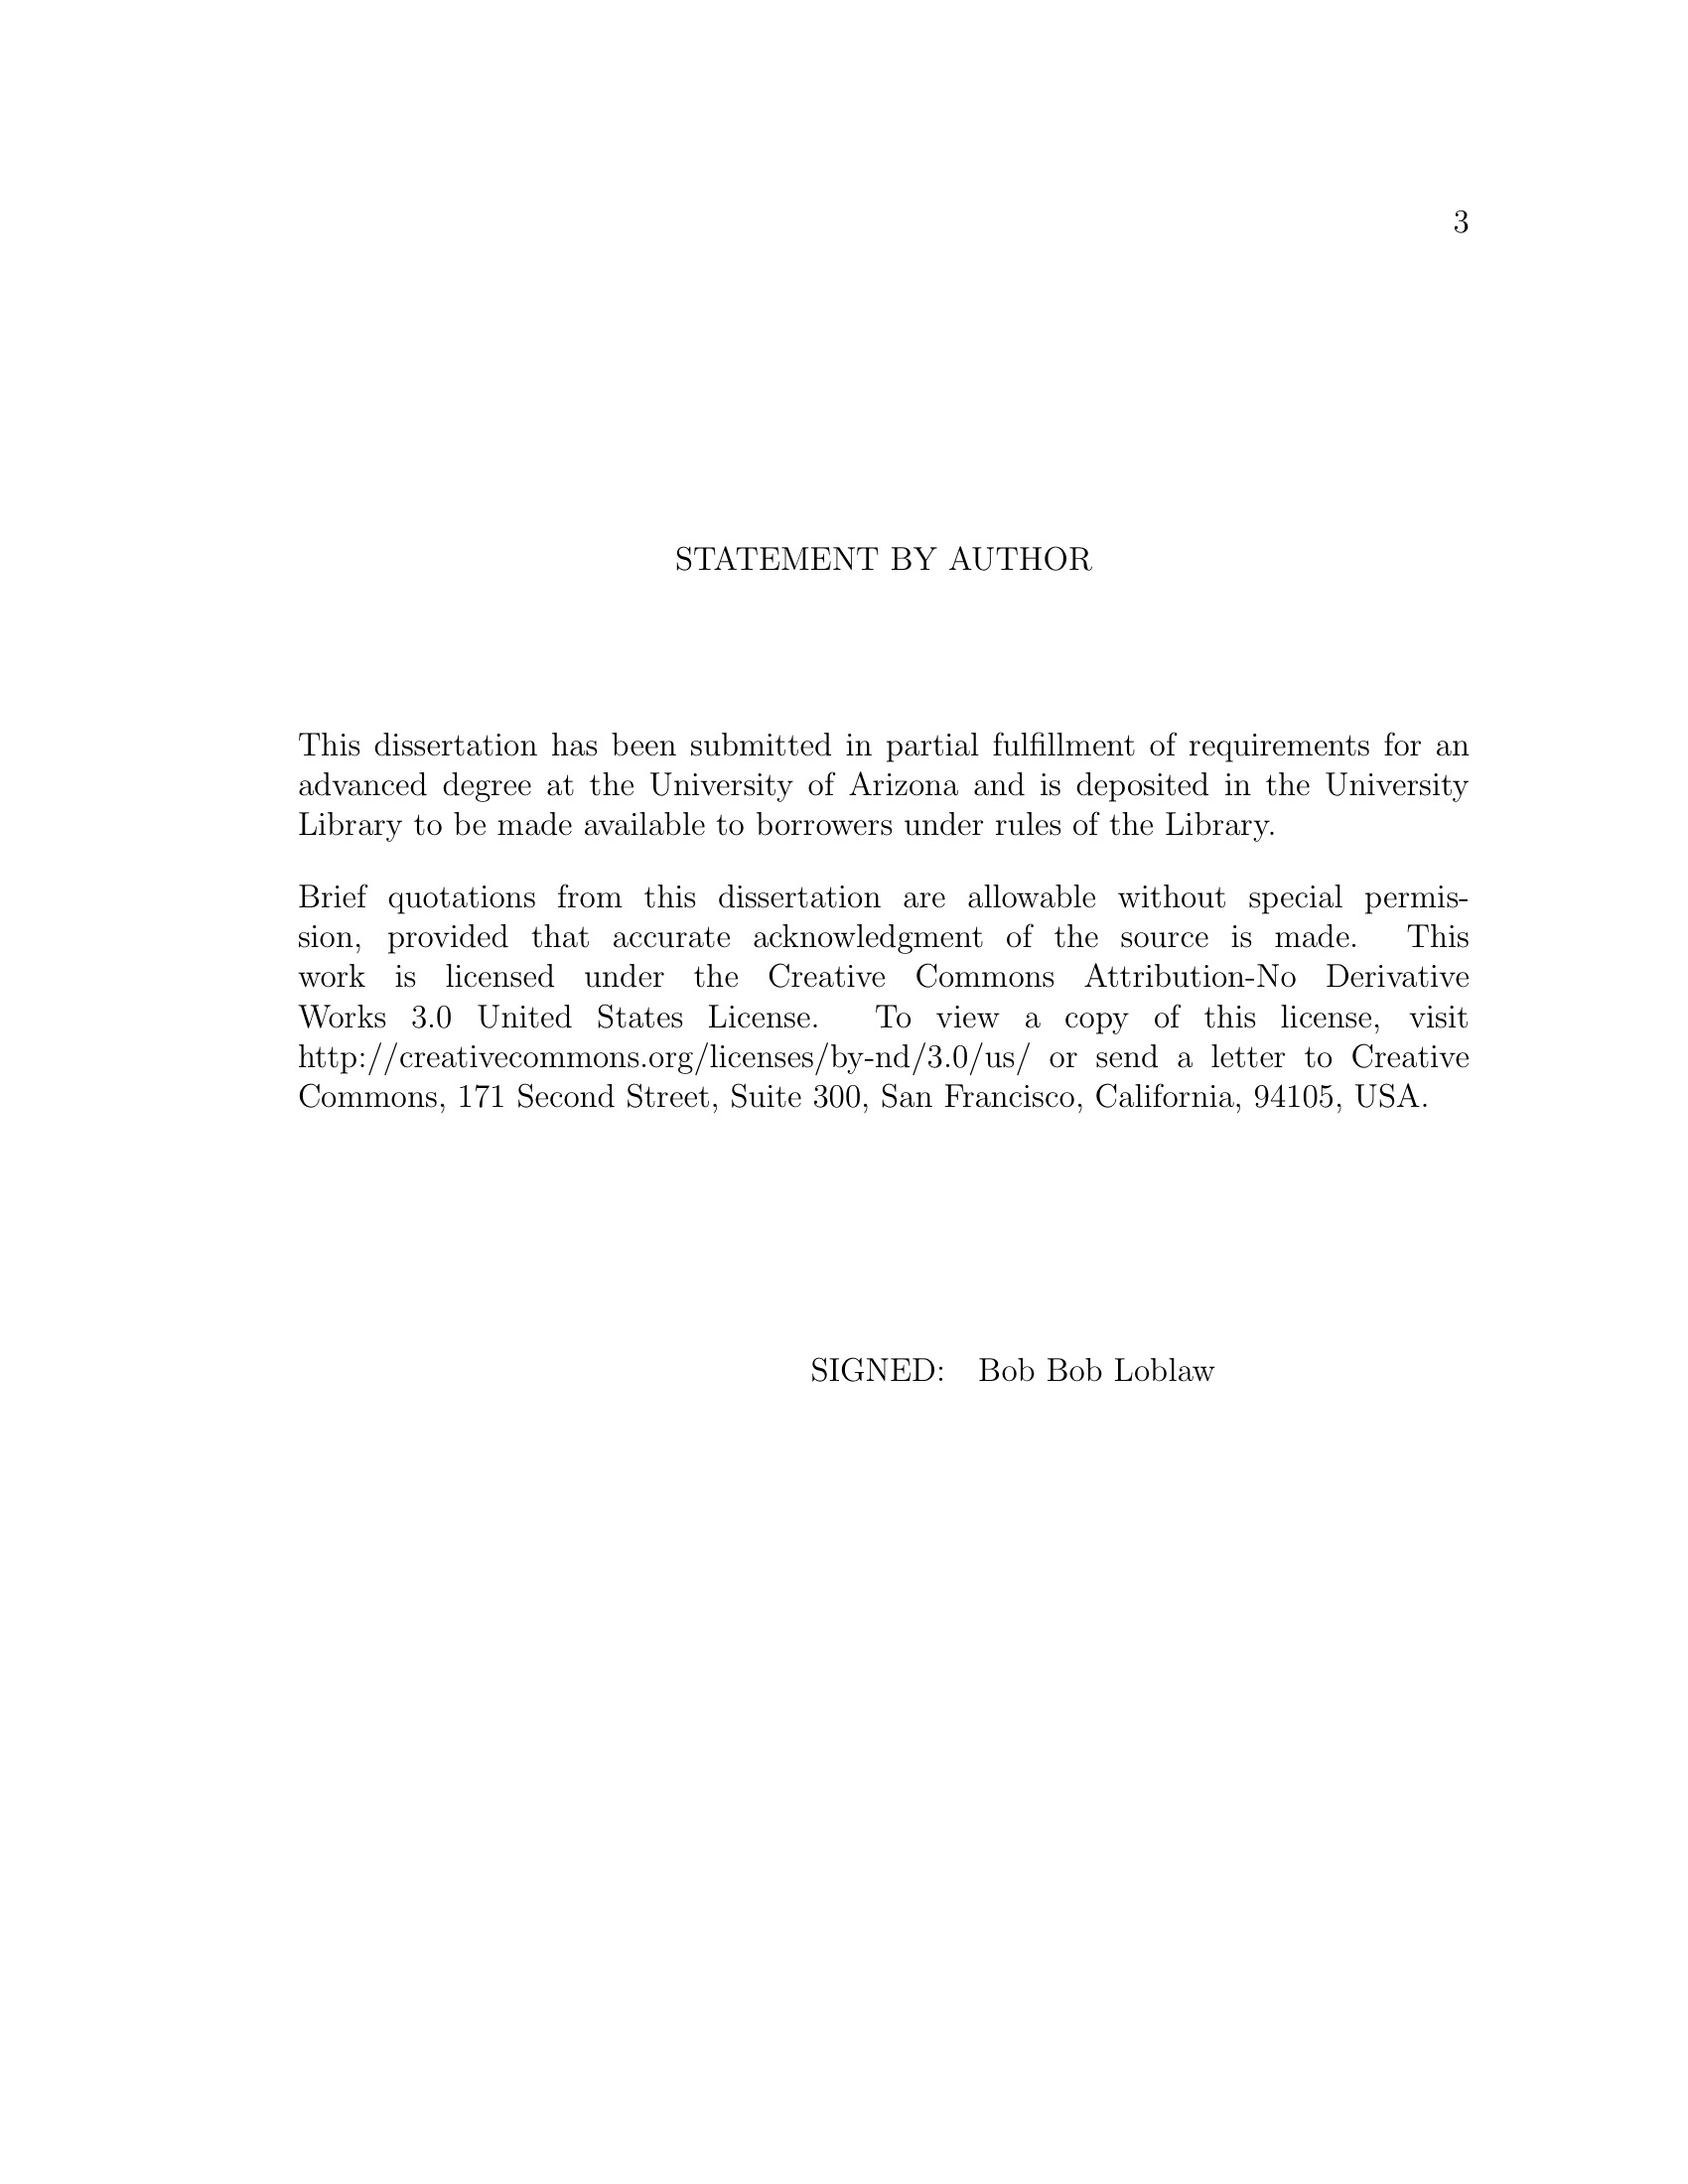 3
STATEMENT BY AUTHOR
This dissertation has been submitted in partial fulfillment of requirements for an
advanced degree at the University of Arizona and is deposited in the University
Library to be made available to borrowers under rules of the Library.
Brief quotations from this dissertation are allowable without special permis-
sion, provided that accurate acknowledgment of the source is made. This
work is licensed under the Creative Commons Attribution-No Derivative
Works 3.0 United States License. To view a copy of this license, visit
http://creativecommons.org/licenses/by-nd/3.0/us/ or send a letter to Creative
Commons, 171 Second Street, Suite 300, San Francisco, California, 94105, USA.
SIGNED: Bob Bob Loblaw